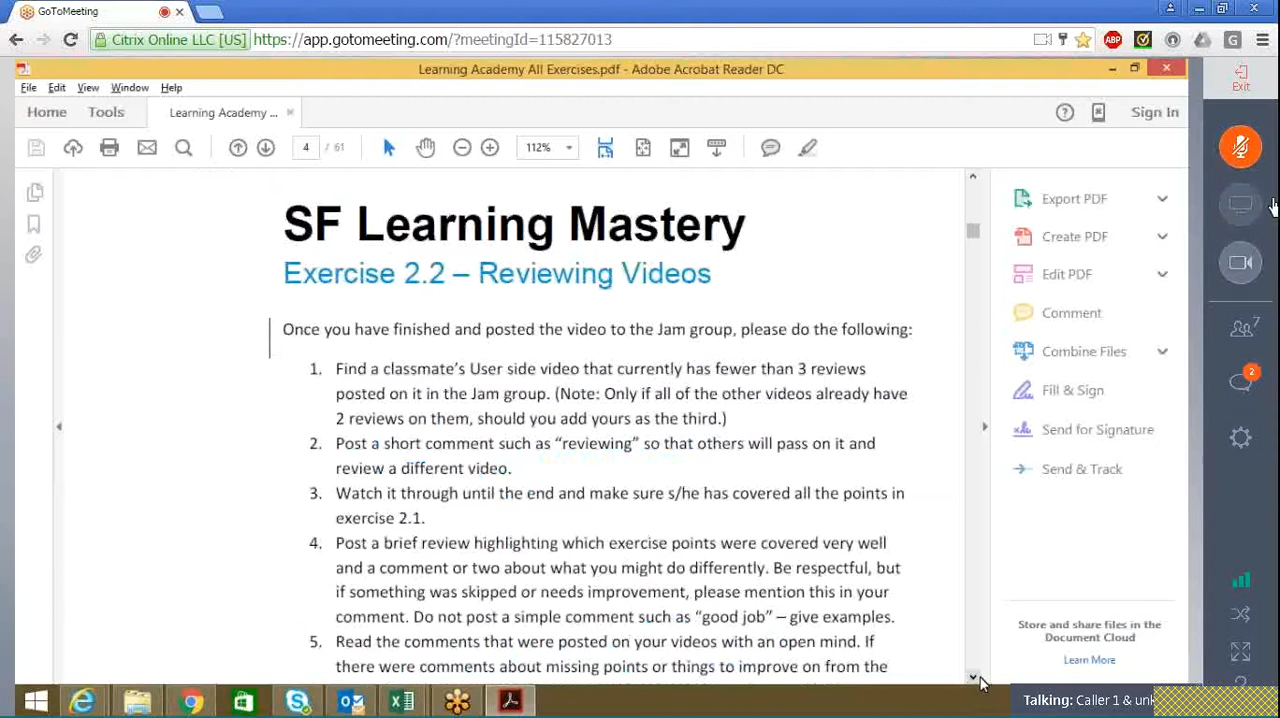 GoToMeeting
Citrix Online LLC [US] https://app.gotomeeting.com/?meetingId=115827013
ABP
G
Learning Academy All Exercises.pdf - Adobe Acrobat Reader DC
File Edit View Window Help
Exit
Home Tools Learning Academy ... Sign In
4 / 61 112%
SF Learning Mastery
Exercise 2.2 – Reviewing Videos
Once you have finished and posted the video to the Jam group, please do the following:
1. Find a classmate's User side video that currently has fewer than 3 reviews
posted on it in the Jam group. (Note: Only if all of the other videos already have
2 reviews on them, should you add yours as the third.)
2. Post a short comment such as “reviewing” so that others will pass on it and
review a different video.
3. Watch it through until the end and make sure s/he has covered all the points in
exercise 2.1.
4. Post a brief review highlighting which exercise points were covered very well
and a comment or two about what you might do differently. Be respectful, but
if something was skipped or needs improvement, please mention this in your
comment. Do not post a simple comment such as “good job” – give examples.
5. Read the comments that were posted on your videos with an open mind. If
there were comments about missing points or things to improve on from the
Export PDF
Create PDF
Edit PDF
Comment
Combine Files
Fill & Sign
Send for Signature
Send & Track
Store and share files in the
Document Cloud
Learn More
7
2
Talking: Caller 1 &